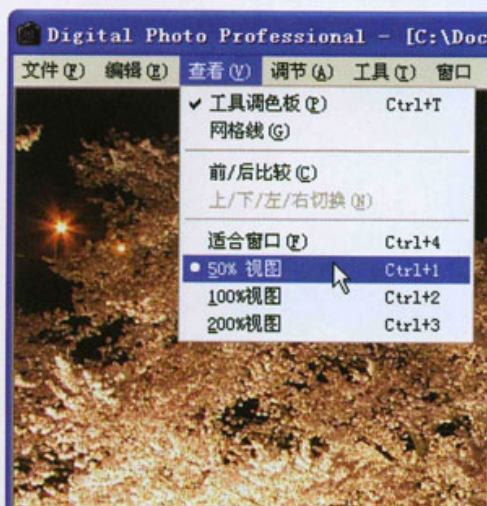 Digital Photo Professional - [C:\Doc
文件(F) 编辑(E) 查看(V) 调节(A) 工具(T) 窗口
✔ 工具调色板(P) Ctrl+T
网格线(G)
前/后比较(C)
上/下/左/右切换(N)
适合窗口(F) Ctrl+4
50% 视图 Ctrl+1
100%视图 Ctrl+2
200%视图 Ctrl+3